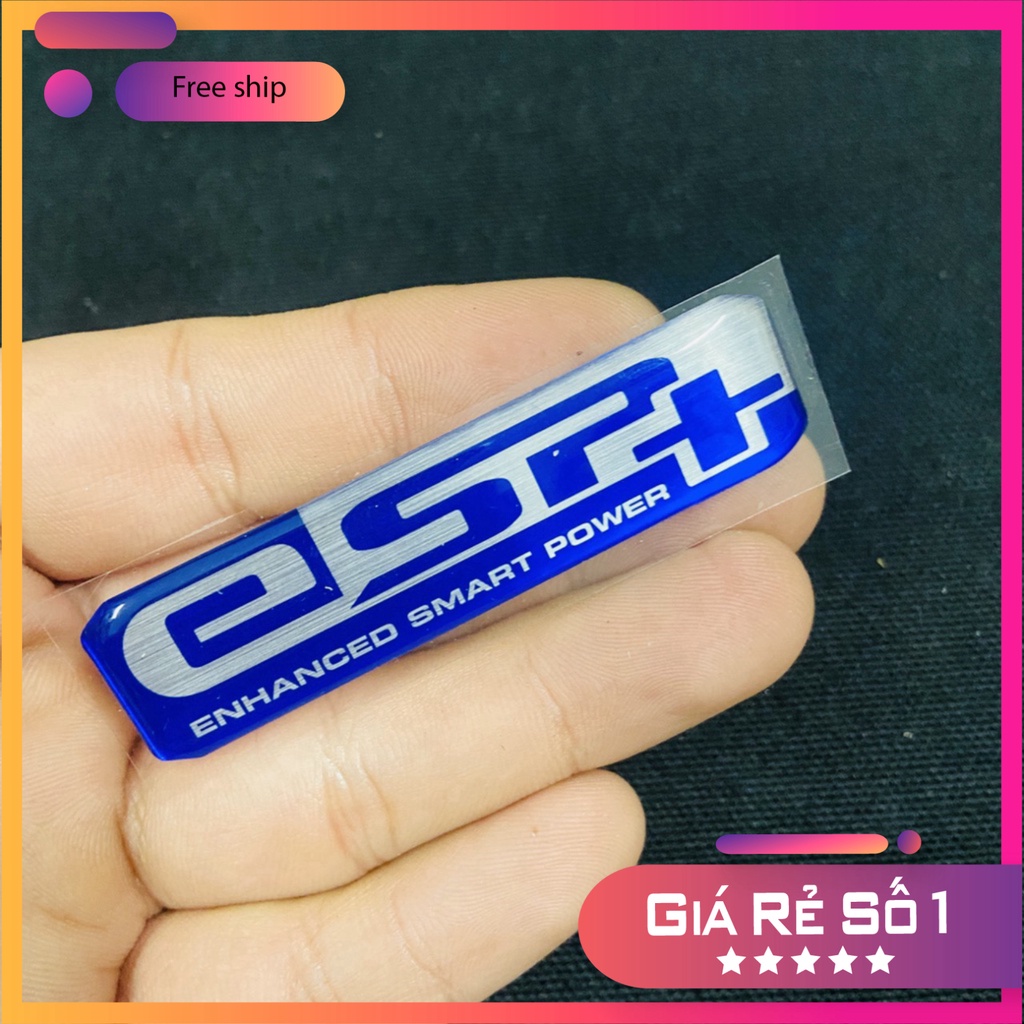 Free ship
eSP+
ENHANCED SMART POWER
GIÁ RẺ SỐ 1